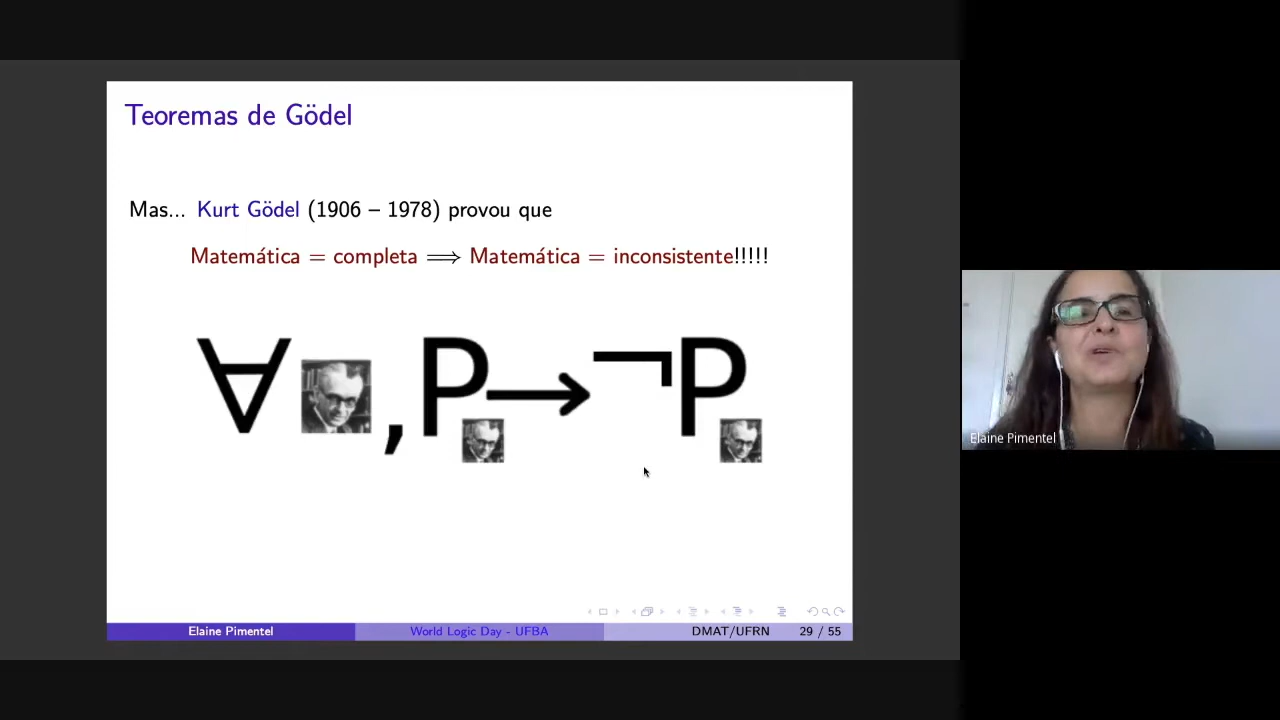 Teoremas de Gödel
Mas... Kurt Gödel (1906 – 1978) provou que
Matemática = completa ⟹ Matemática = inconsistente!!!!!
∀ , P → ¬P
Elaine Pimentel
Elaine Pimentel World Logic Day - UFBA DMAT/UFRN 29 / 55